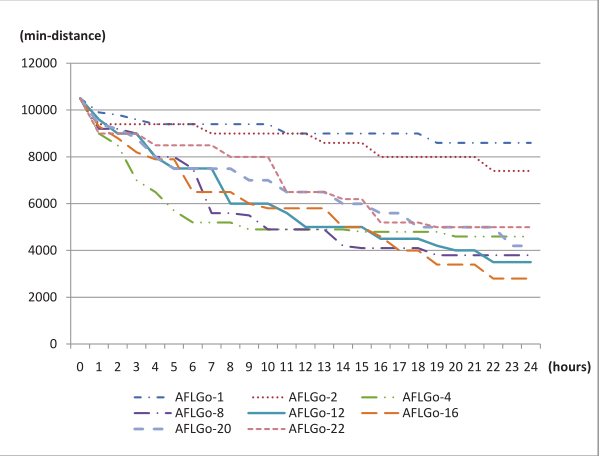 (min-distance)
12000
10000
8000
6000
4000
2000
0
0 1 2 3 4 5 6 7 8 9 10 11 12 13 14 15 16 17 18 19 20 21 22 23 24 (hours)
AFLGo-1 AFLGo-2 AFLGo-4
AFLGo-8 AFLGo-12 AFLGo-16
AFLGo-20 AFLGo-22